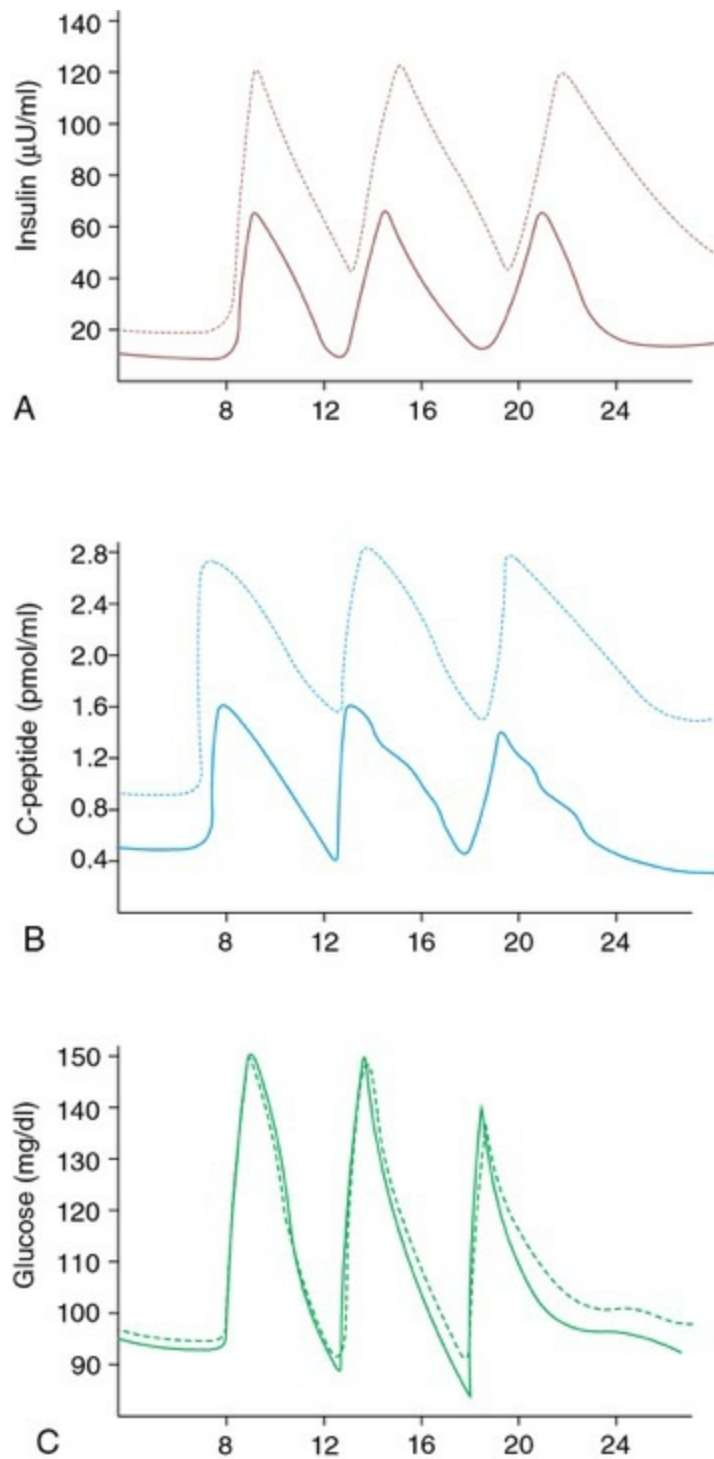 140
120
100
80
60
40
20
Insulin (μU/ml)
A
8 12 16 20 24
2.8
2.4
2.0
1.6
1.2
0.8
0.4
C-peptide (pmol/ml)
B
8 12 16 20 24
150
140
130
120
110
100
90
Glucose (mg/dl)
C
8 12 16 20 24